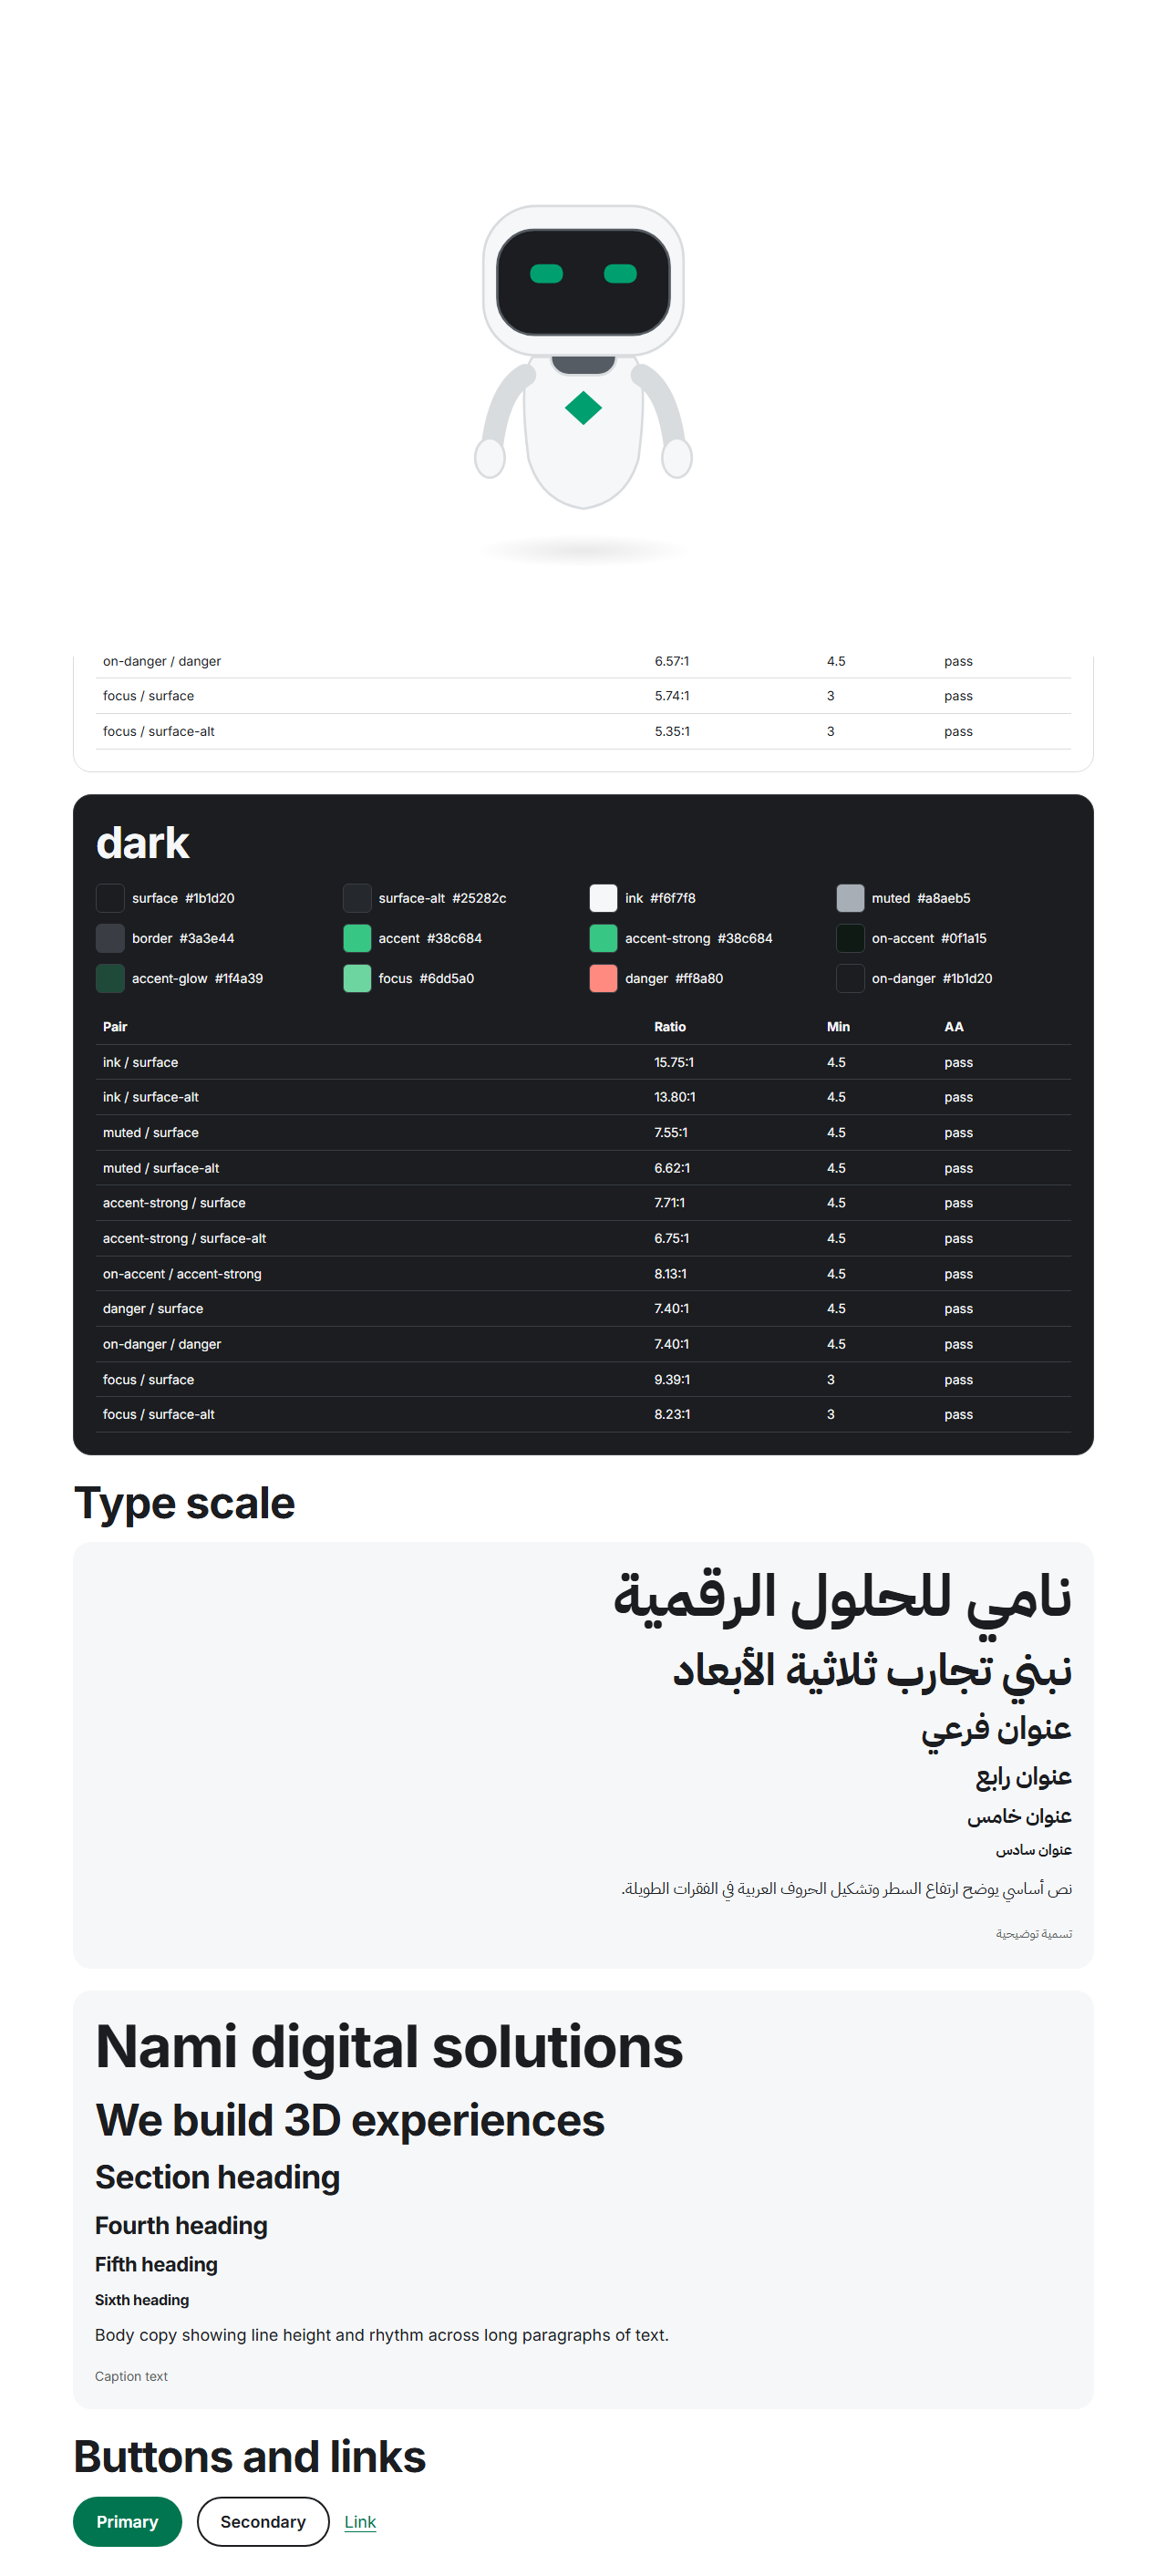 on-danger / danger 6.57:1 4.5 pass
focus / surface 5.74:1 3 pass
focus / surface-alt 5.35:1 3 pass
dark
surface #1b1d20 surface-alt #25282c ink #f6f7f8 muted #a8aeb5
border #3a3e44 accent #38c684 accent-strong #38c684 on-accent #0f1a15
accent-glow #1f4a39 focus #6dd5a0 danger #ff8a80 on-danger #1b1d20
Pair Ratio Min AA
ink / surface 15.75:1 4.5 pass
ink / surface-alt 13.80:1 4.5 pass
muted / surface 7.55:1 4.5 pass
muted / surface-alt 6.62:1 4.5 pass
accent-strong / surface 7.71:1 4.5 pass
accent-strong / surface-alt 6.75:1 4.5 pass
on-accent / accent-strong 8.13:1 4.5 pass
danger / surface 7.40:1 4.5 pass
on-danger / danger 7.40:1 4.5 pass
focus / surface 9.39:1 3 pass
focus / surface-alt 8.23:1 3 pass
Type scale
نامي للحلول الرقمية
نبني تجارب ثلاثية الأبعاد
عنوان فرعي
عنوان رابع
عنوان خامس
عنوان سادس
نص أساسي يوضح ارتفاع السطر وتشكيل الحروف العربية في الفقرات الطويلة.
تسمية توضيحية
Nami digital solutions
We build 3D experiences
Section heading
Fourth heading
Fifth heading
Sixth heading
Body copy showing line height and rhythm across long paragraphs of text.
Caption text
Buttons and links
Primary Secondary Link